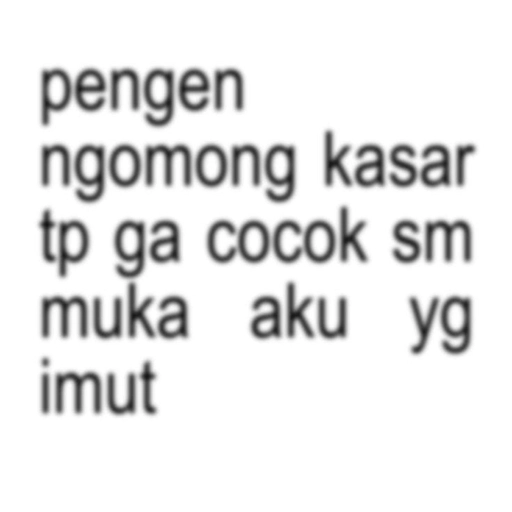 pengen
ngomong kasar
tp ga cocok sm
muka aku yg
imut